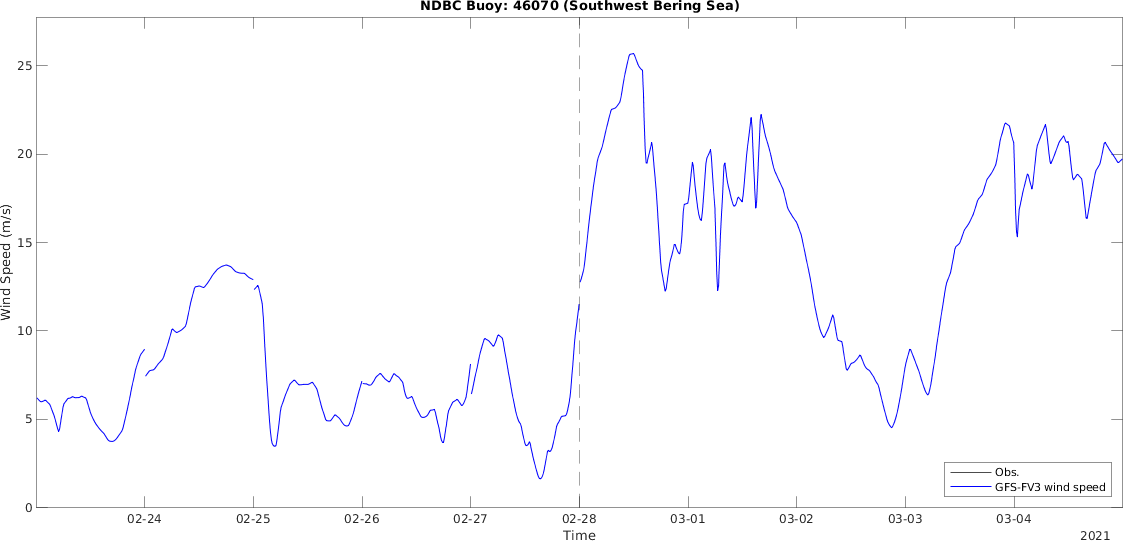 NDBC Buoy: 46070 (Southwest Bering Sea)
Wind Speed (m/s)
25
20
15
10
5
0
Obs.
GFS-FV3 wind speed
02-24 02-25 02-26 02-27 02-28 03-01 03-02 03-03 03-04
Time
2021